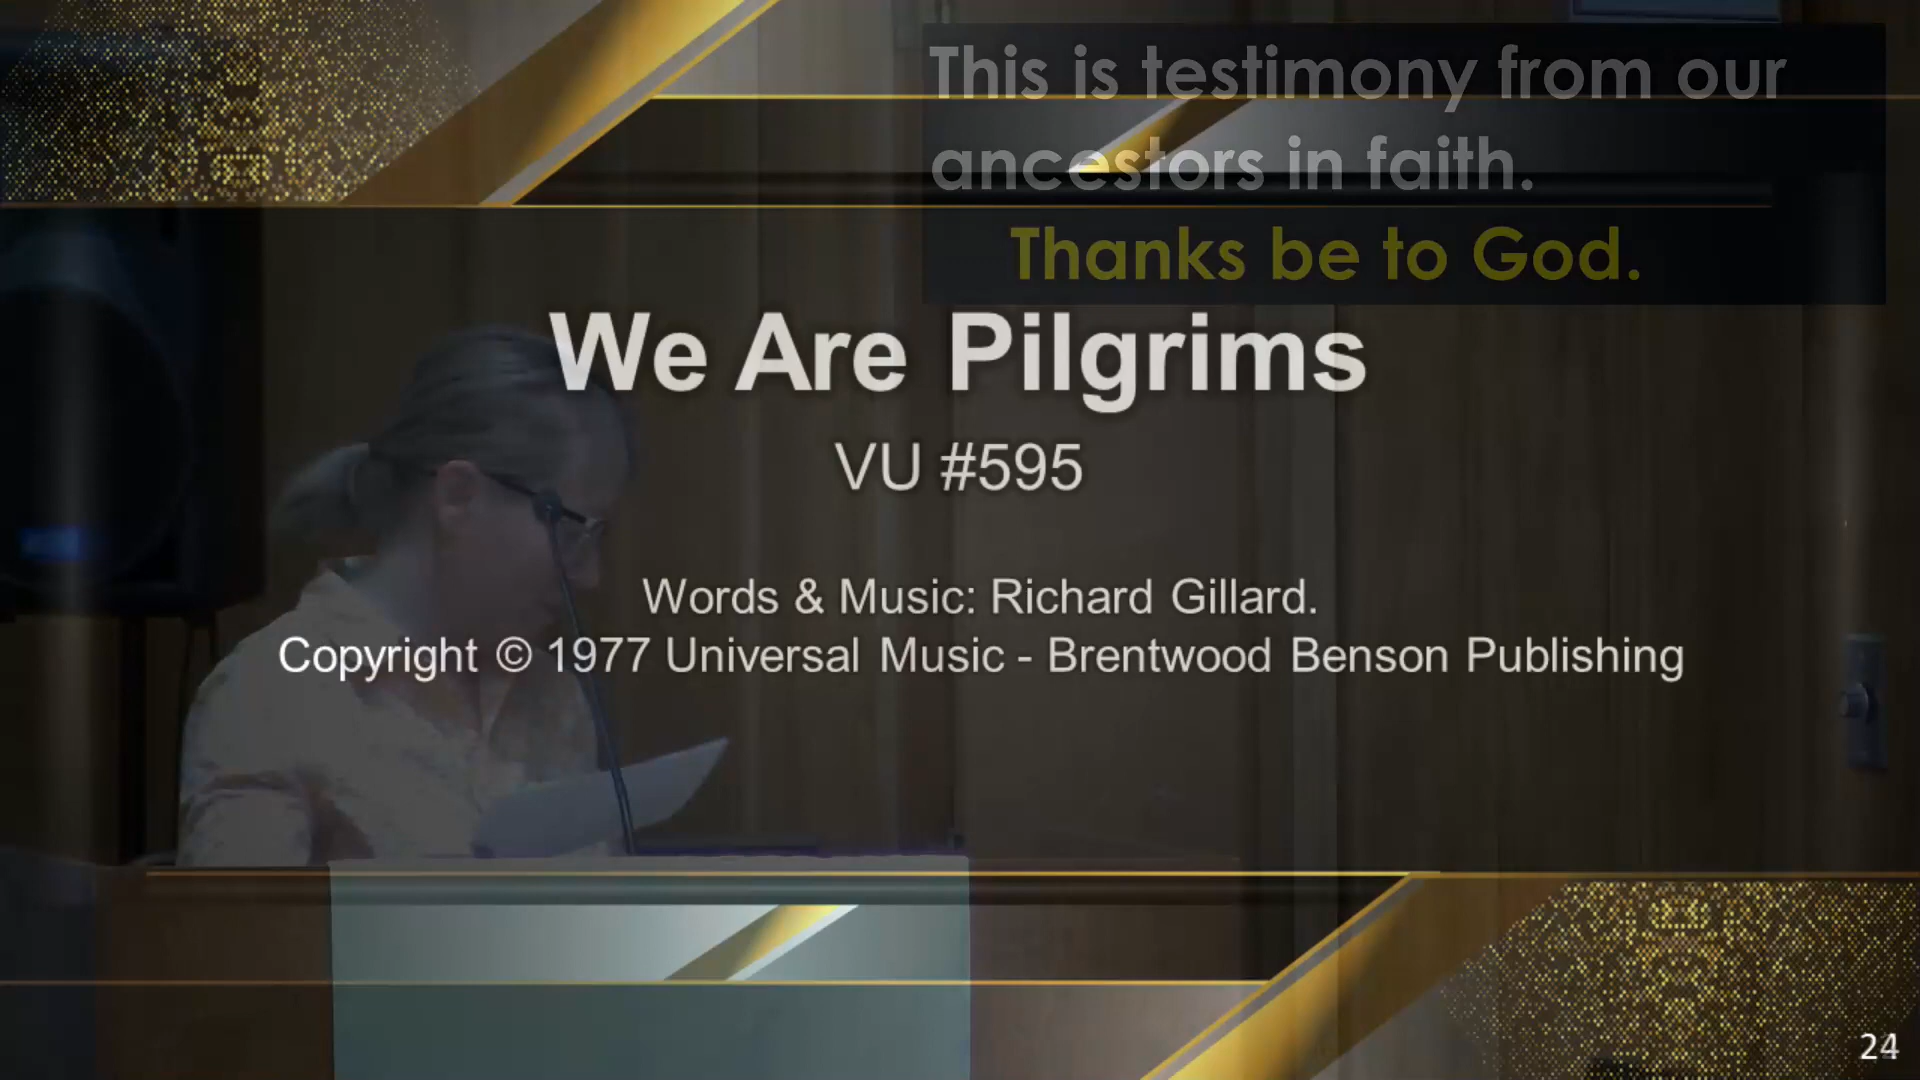 This is testimony from our
ancestors in faith.
Thanks be to God.
We Are Pilgrims
VU #595
Words & Music: Richard Gillard.
Copyright © 1977 Universal Music - Brentwood Benson Publishing
24